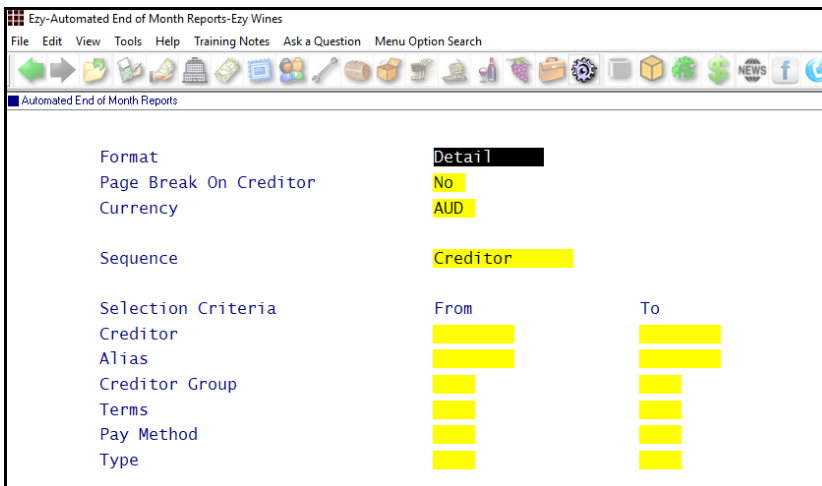 Ezy-Automated End of Month Reports-Ezy Wines
File Edit View Tools Help Training Notes Ask a Question Menu Option Search
NEWS f
Automated End of Month Reports
Format Detail
Page Break On Creditor No
Currency AUD
Sequence Creditor
Selection Criteria From To
Creditor
Alias
Creditor Group
Terms
Pay Method
Type